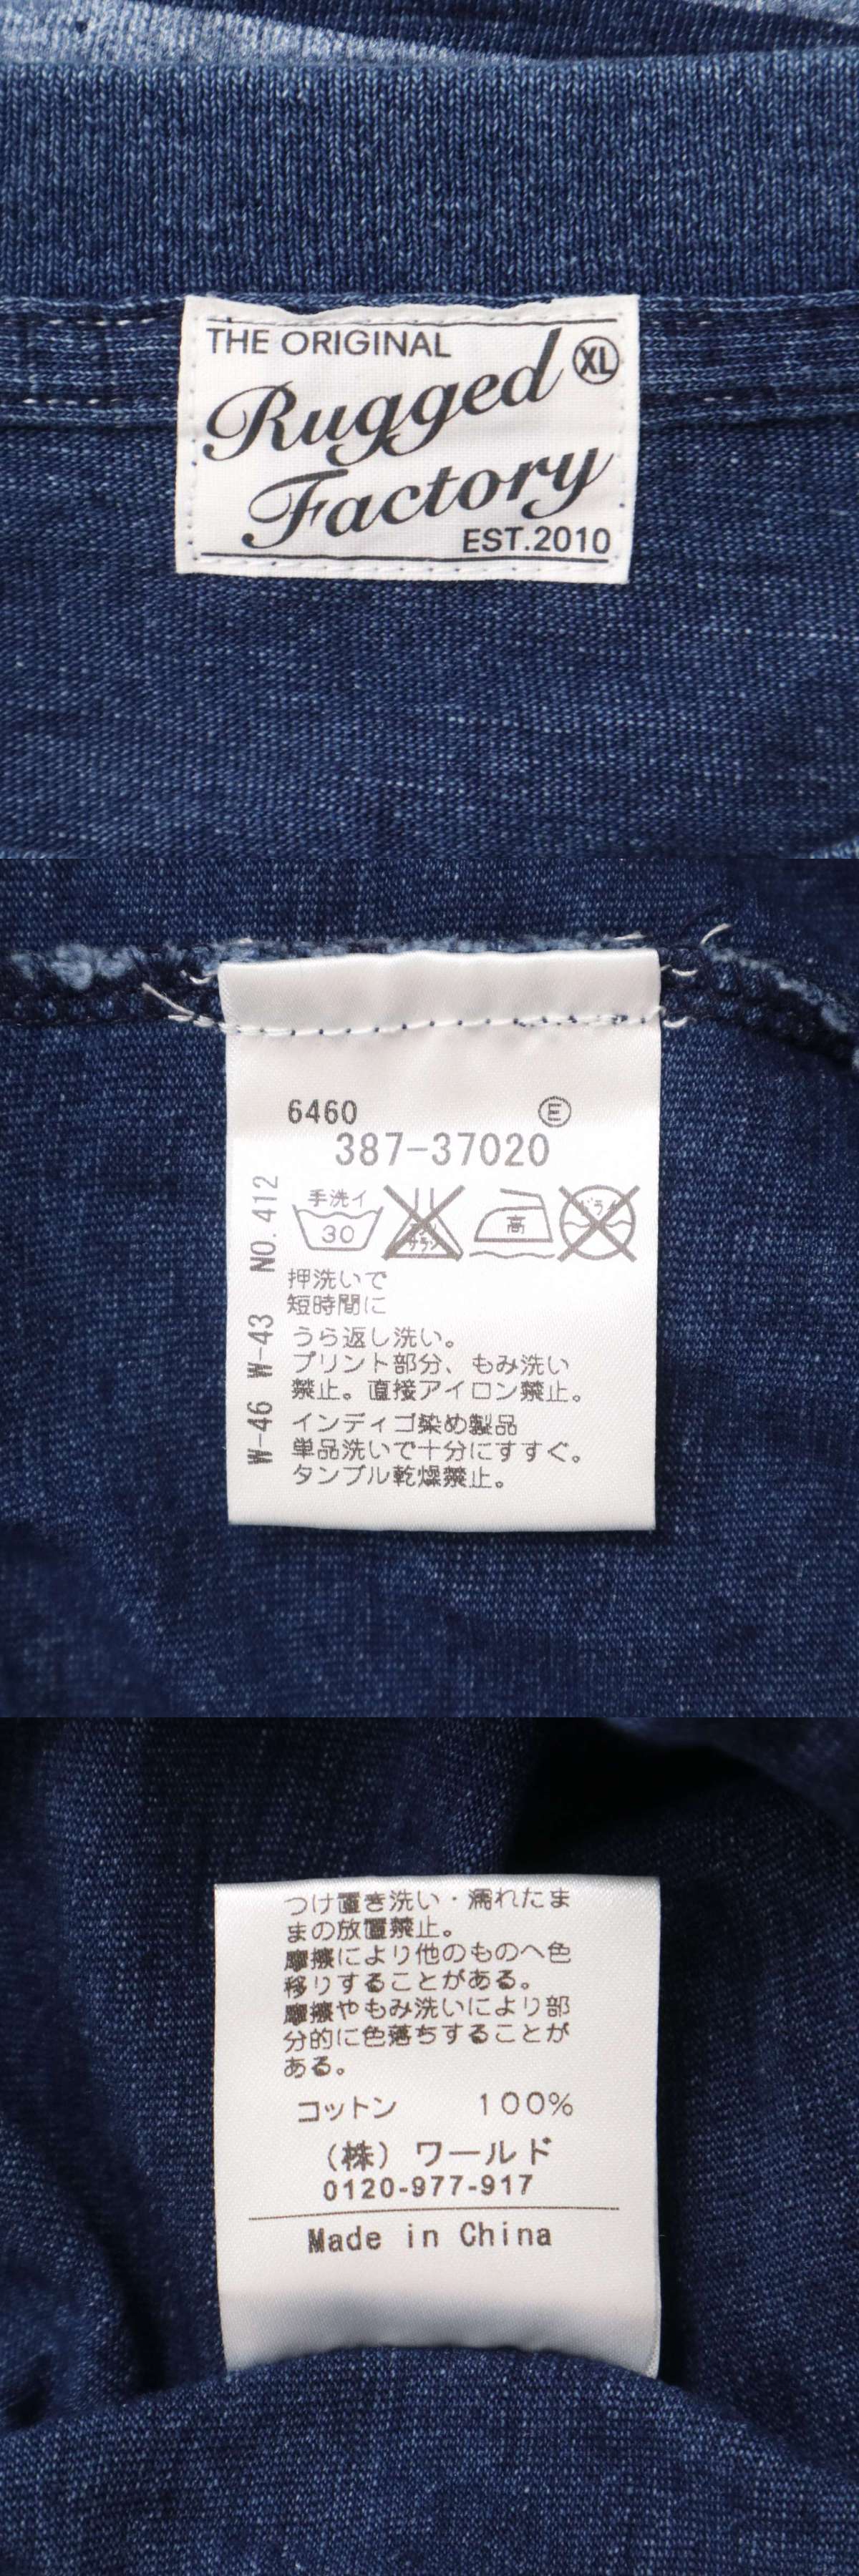 THE ORIGINAL
XL
Rugged
Factory
EST.2010
6460 Ⓔ
387-37020
手洗イ
30
高
NO.412
W-43
W-46
押洗いで
短時間に
うら返し洗い。
プリント部分、もみ洗い
禁止。直接アイロン禁止。
インディゴ染め製品
単品洗いで十分にすすぐ。
タンブル乾燥禁止。
つけ置き洗い・濡れたま
まの放置禁止。
摩擦により他のものへ色
移りすることがある。
摩擦やもみ洗いにより部
分的に色落ちすることが
ある。
コットン 100%
(株) ワールド
0120-977-917
Made in China